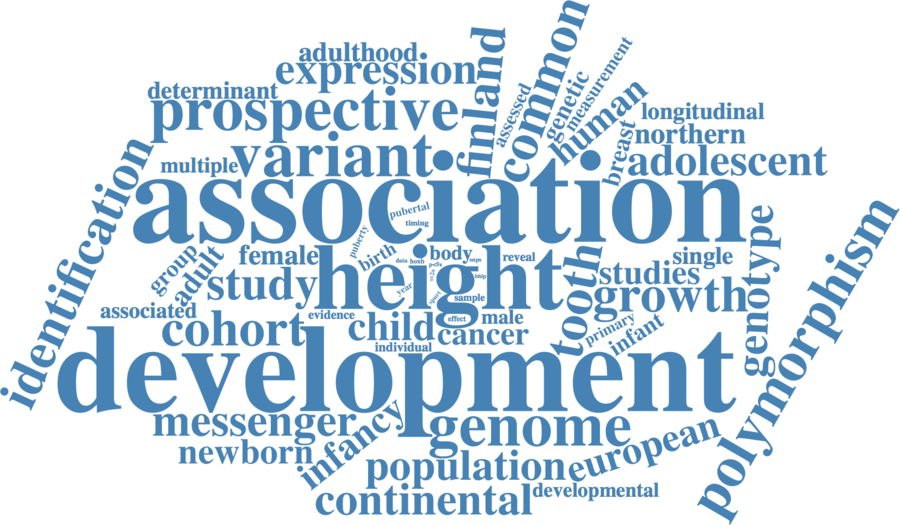 adulthood
expression
finland
common
assessed
genetic
measurement
human
determinant
prospective
longitudinal
northern
breast
adolescent
multiple
variant
identification
association
pubertal
timing
puberty
birth
group
adult
female
body
reveal
single
genotype
polymorphism
data
hoxb
study
height
tooth
studies
growth
year
sample
associated
cohort
evidence
child
effect
male
cancer
primary
infant
individual
development
messenger
infancy
genome
newborn
population
european
continental
developmental